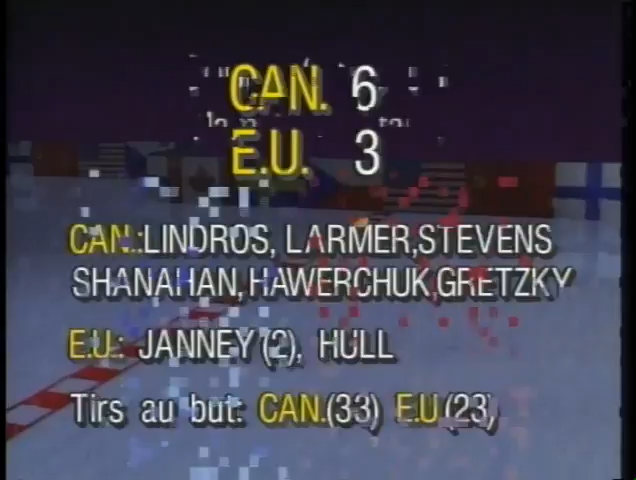 CAN. 6
E.U. 3
CAN.:LINDROS, LARMER,STEVENS
SHANAHAN,HAWERCHUK,GRETZKY
E.U.: JANNEY(2), HULL
Tirs au but: CAN.(33) E.U(23)